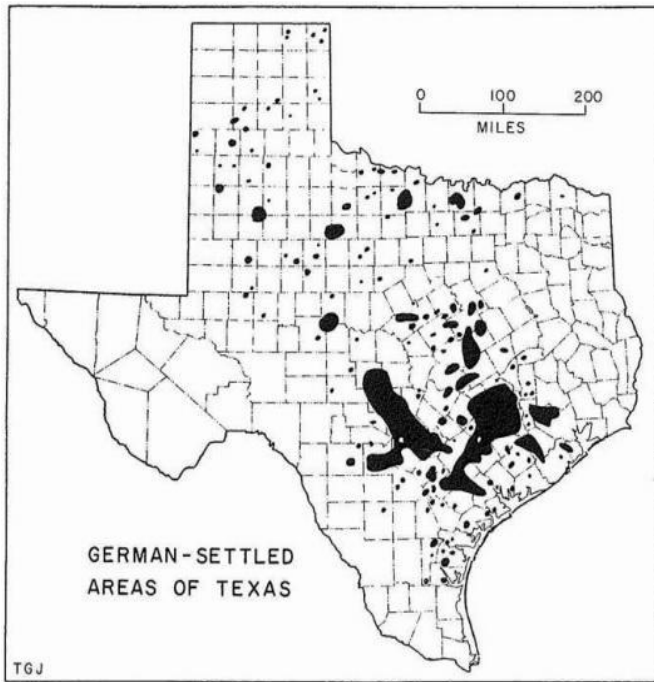 0 100 200
MILES
GERMAN-SETTLED
AREAS OF TEXAS
TGJ